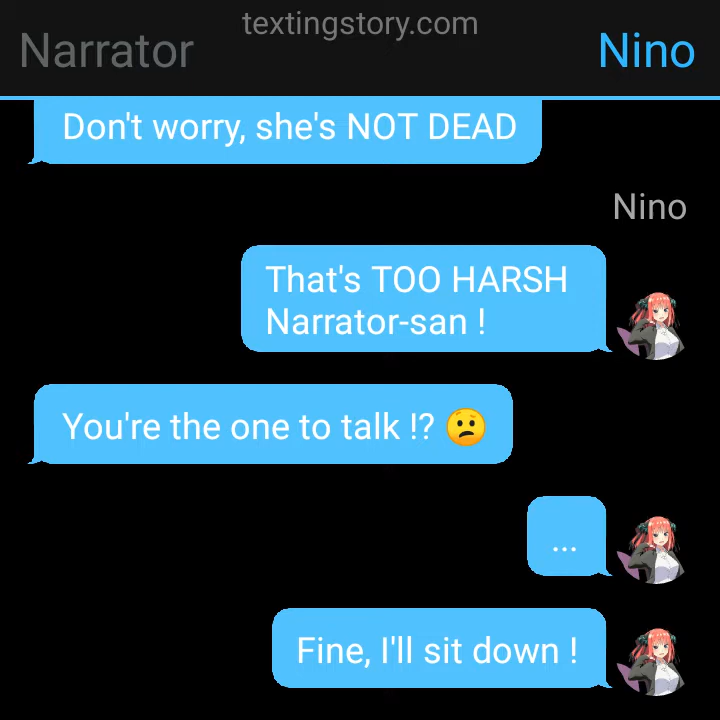 textingstory.com
Narrator
Nino
Don't worry, she's NOT DEAD
Nino
That's TOO HARSH
Narrator-san !
You're the one to talk !? 😕
...
Fine, I'll sit down !